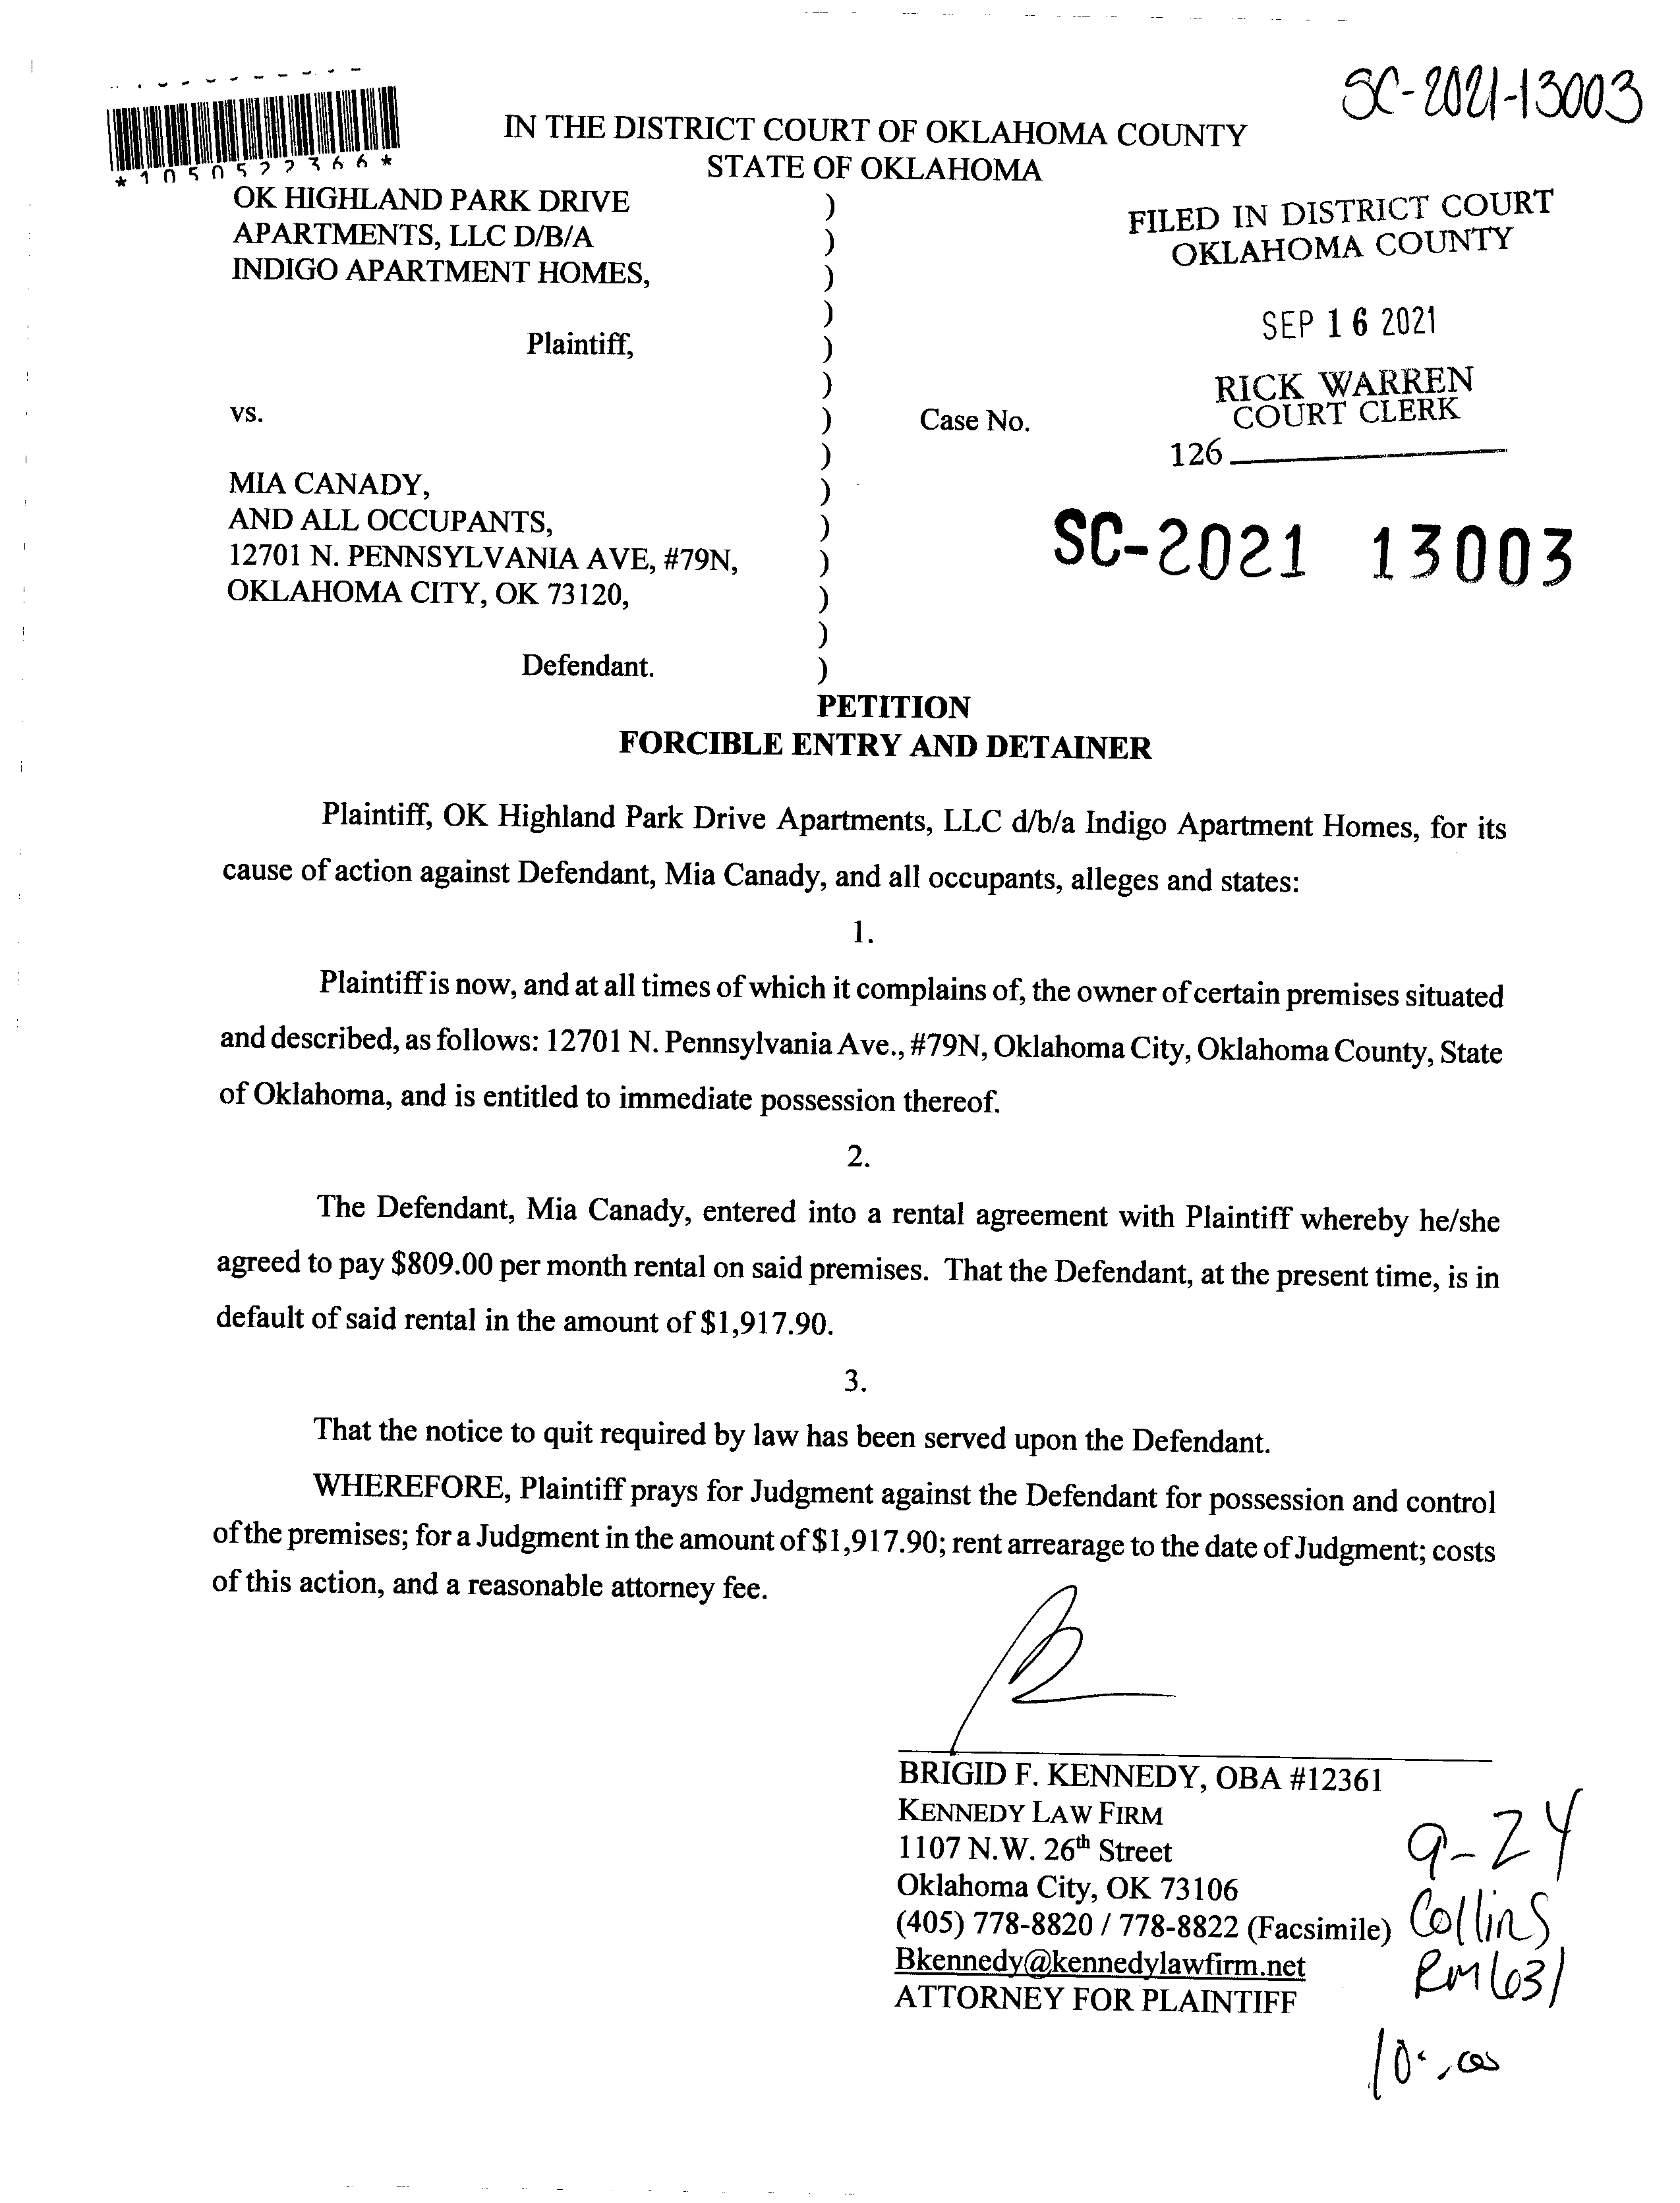 SC-2021-13003
IN THE DISTRICT COURT OF OKLAHOMA COUNTY
STATE OF OKLAHOMA
*1050522366*
OK HIGHLAND PARK DRIVE
APARTMENTS, LLC D/B/A
INDIGO APARTMENT HOMES,
Plaintiff,
vs.
MIA CANADY,
AND ALL OCCUPANTS,
12701 N. PENNSYLVANIA AVE, #79N,
OKLAHOMA CITY, OK 73120,
Defendant.
)
)
)
)
)
)
)
)
)
)
)
)
)
)
Case No.
FILED IN DISTRICT COURT
OKLAHOMA COUNTY
SEP 16 2021
RICK WARREN
COURT CLERK
126
SC-2021 13003
PETITION
FORCIBLE ENTRY AND DETAINER
Plaintiff, OK Highland Park Drive Apartments, LLC d/b/a Indigo Apartment Homes, for its
cause of action against Defendant, Mia Canady, and all occupants, alleges and states:
1.
Plaintiff is now, and at all times of which it complains of, the owner of certain premises situated
and described, as follows: 12701 N. Pennsylvania Ave., #79N, Oklahoma City, Oklahoma County, State
of Oklahoma, and is entitled to immediate possession thereof.
2.
The Defendant, Mia Canady, entered into a rental agreement with Plaintiff whereby he/she
agreed to pay $809.00 per month rental on said premises. That the Defendant, at the present time, is in
default of said rental in the amount of $1,917.90.
3.
That the notice to quit required by law has been served upon the Defendant.
WHEREFORE, Plaintiff prays for Judgment against the Defendant for possession and control
of the premises; for a Judgment in the amount of $1,917.90; rent arrearage to the date of Judgment; costs
of this action, and a reasonable attorney fee.
BRIGID F. KENNEDY, OBA #12361
KENNEDY LAW FIRM
1107 N.W. 26th Street
Oklahoma City, OK 73106
(405) 778-8820 / 778-8822 (Facsimile)
Bkennedy@kennedylawfirm.net
ATTORNEY FOR PLAINTIFF
9-24
Collins
RM 631